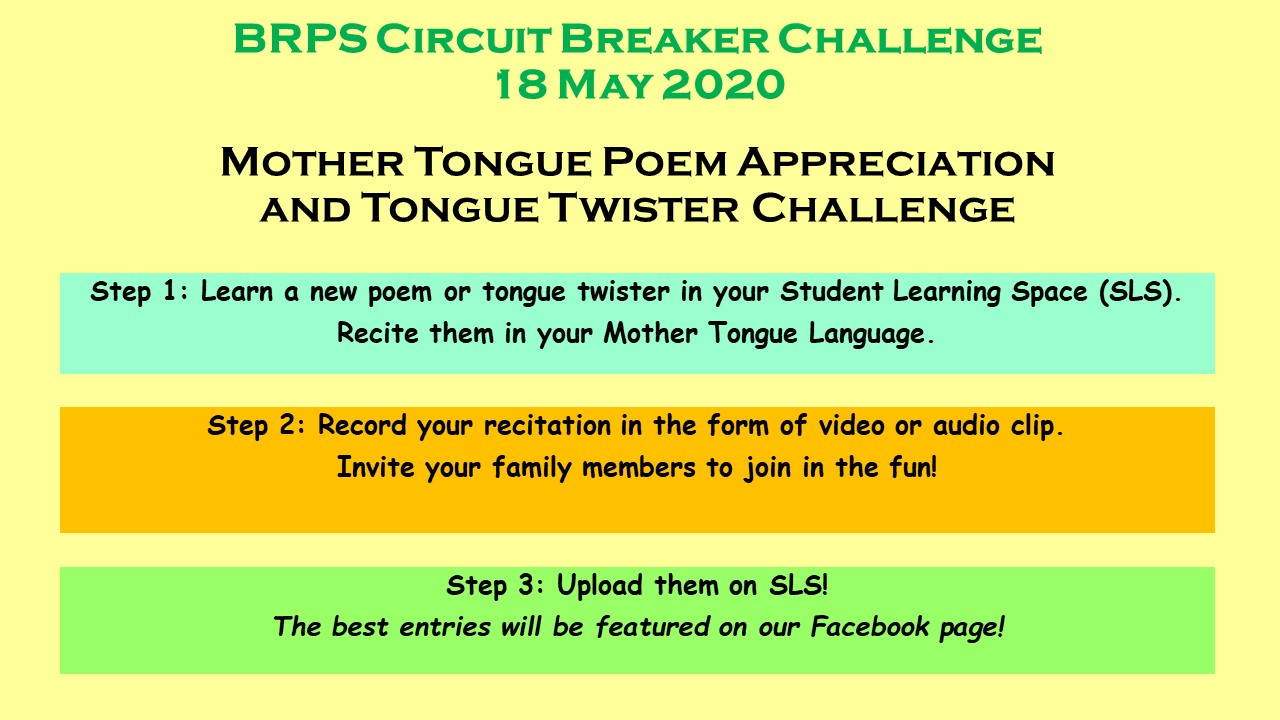 BRPS Circuit Breaker Challenge
18 May 2020
Mother Tongue Poem Appreciation
and Tongue Twister Challenge
Step 1: Learn a new poem or tongue twister in your Student Learning Space (SLS).
Recite them in your Mother Tongue Language.
Step 2: Record your recitation in the form of video or audio clip.
Invite your family members to join in the fun!
Step 3: Upload them on SLS!
The best entries will be featured on our Facebook page!